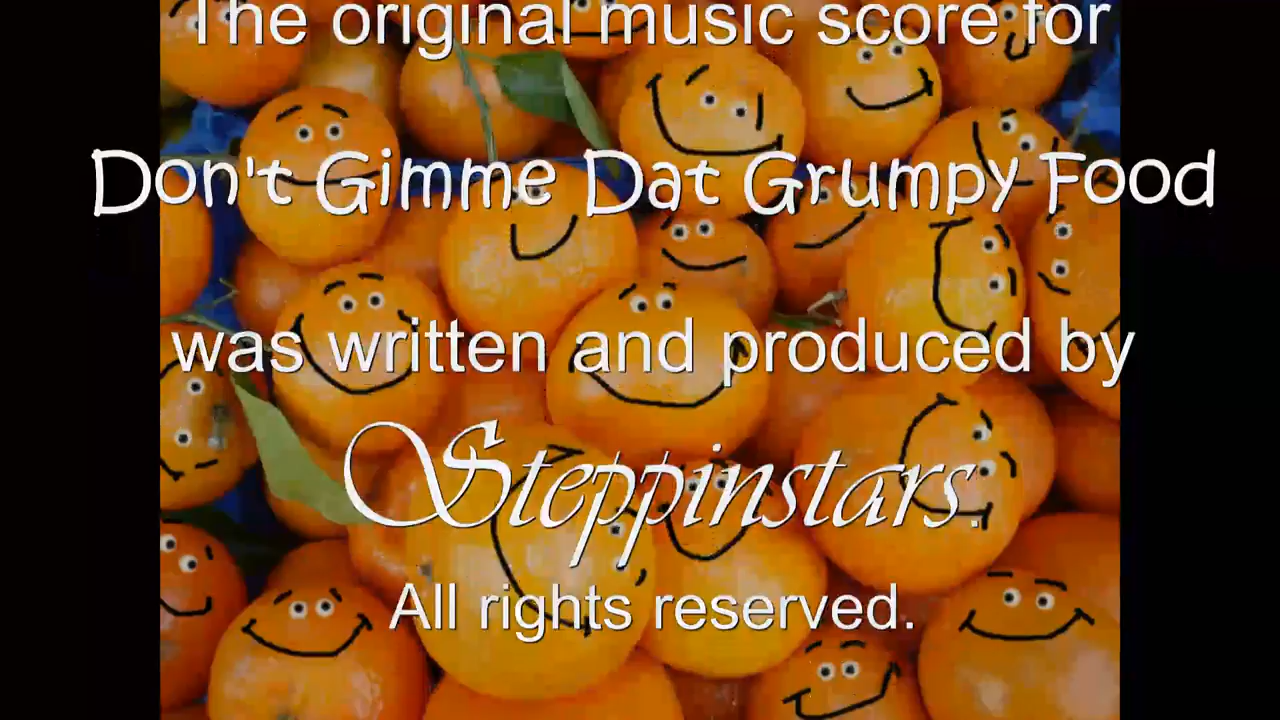 The original music score for
Don't Gimme Dat Grumpy Food
was written and produced by
Steppinstars.
All rights reserved.